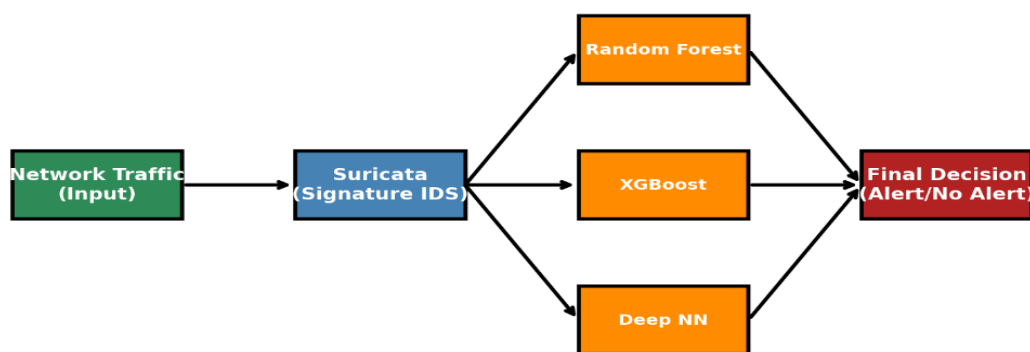 Network Traffic
(Input)
Suricata
(Signature IDS)
Random Forest
XGBoost
Deep NN
Final Decision
(Alert/No Alert)